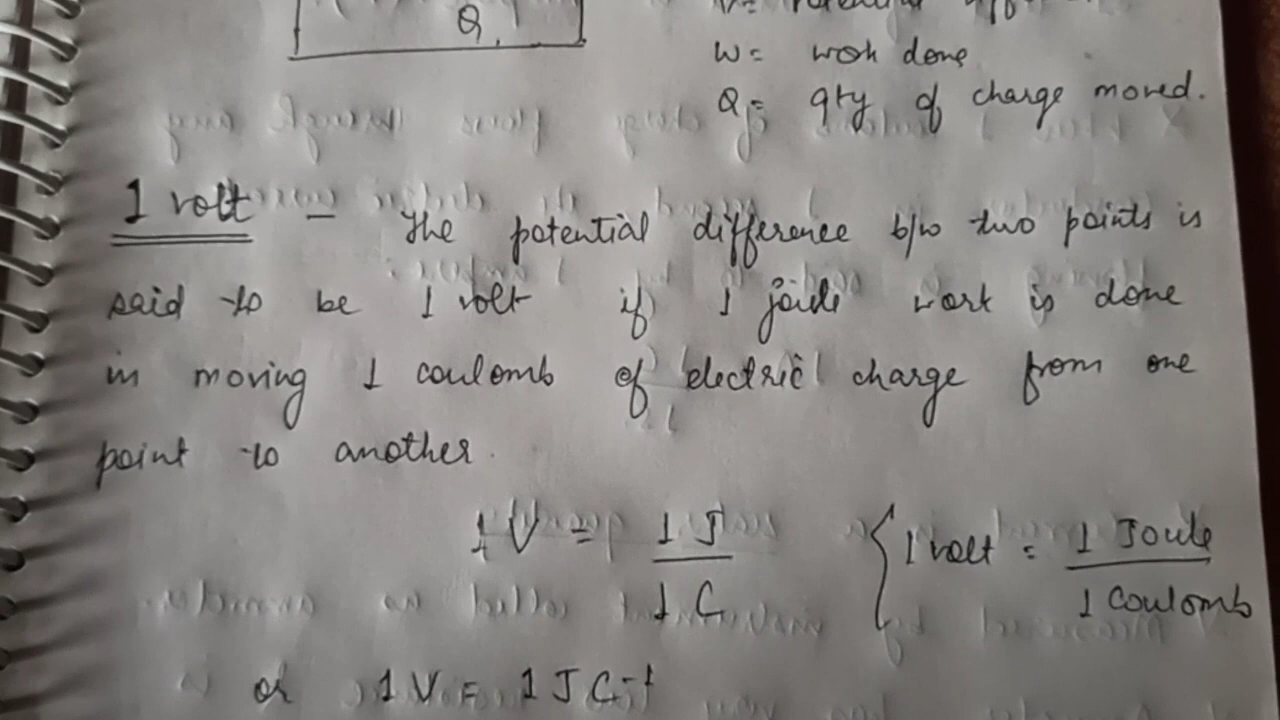 Q
V = Potential
W = work done
Q = qty of charge moved.
1 volt – The potential difference b/w two points is
said to be 1 volt if 1 joule work is done
in moving 1 coulomb of electric charge from one
point to another.
1 V = 1 J / 1 C { 1 volt = 1 Joule / 1 Coulomb
or 1 V = 1 J C-1